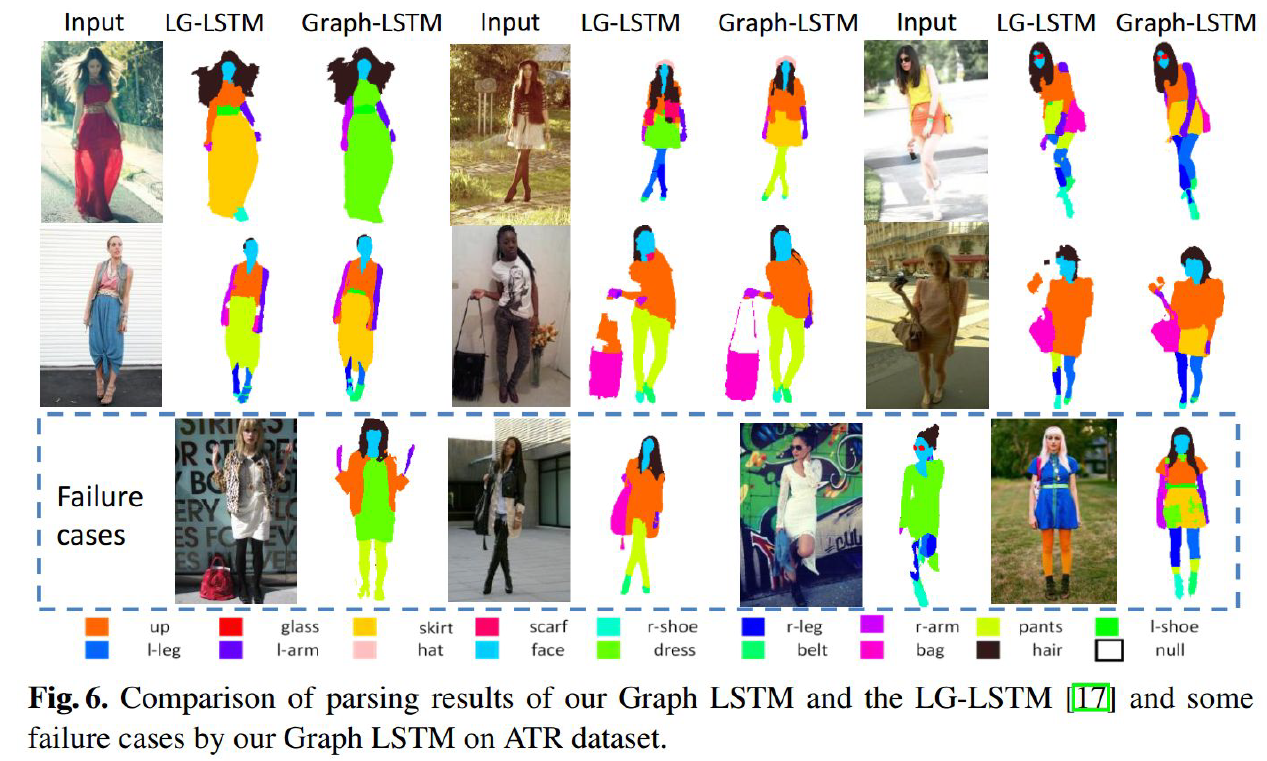 Input LG-LSTM Graph-LSTM Input LG-LSTM Graph-LSTM Input LG-LSTM Graph-LSTM
Failure
cases
up glass skirt scarf r-shoe r-leg r-arm pants l-shoe
l-leg l-arm hat face dress belt bag hair null
Fig. 6. Comparison of parsing results of our Graph LSTM and the LG-LSTM [17] and some
failure cases by our Graph LSTM on ATR dataset.